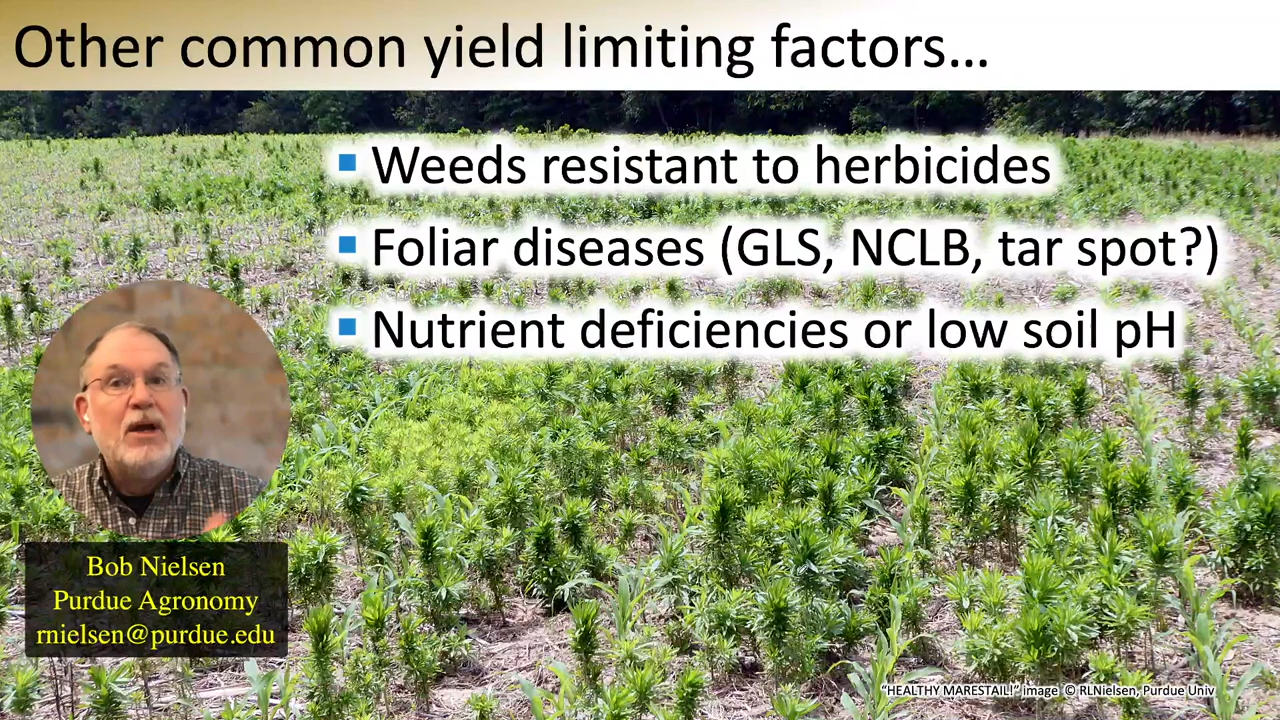 Other common yield limiting factors...
▪ Weeds resistant to herbicides
▪ Foliar diseases (GLS, NCLB, tar spot?)
▪ Nutrient deficiencies or low soil pH
Bob Nielsen
Purdue Agronomy
rnielsen@purdue.edu
"HEALTHY MARESTAIL!" image © RLNielsen, Purdue Univ